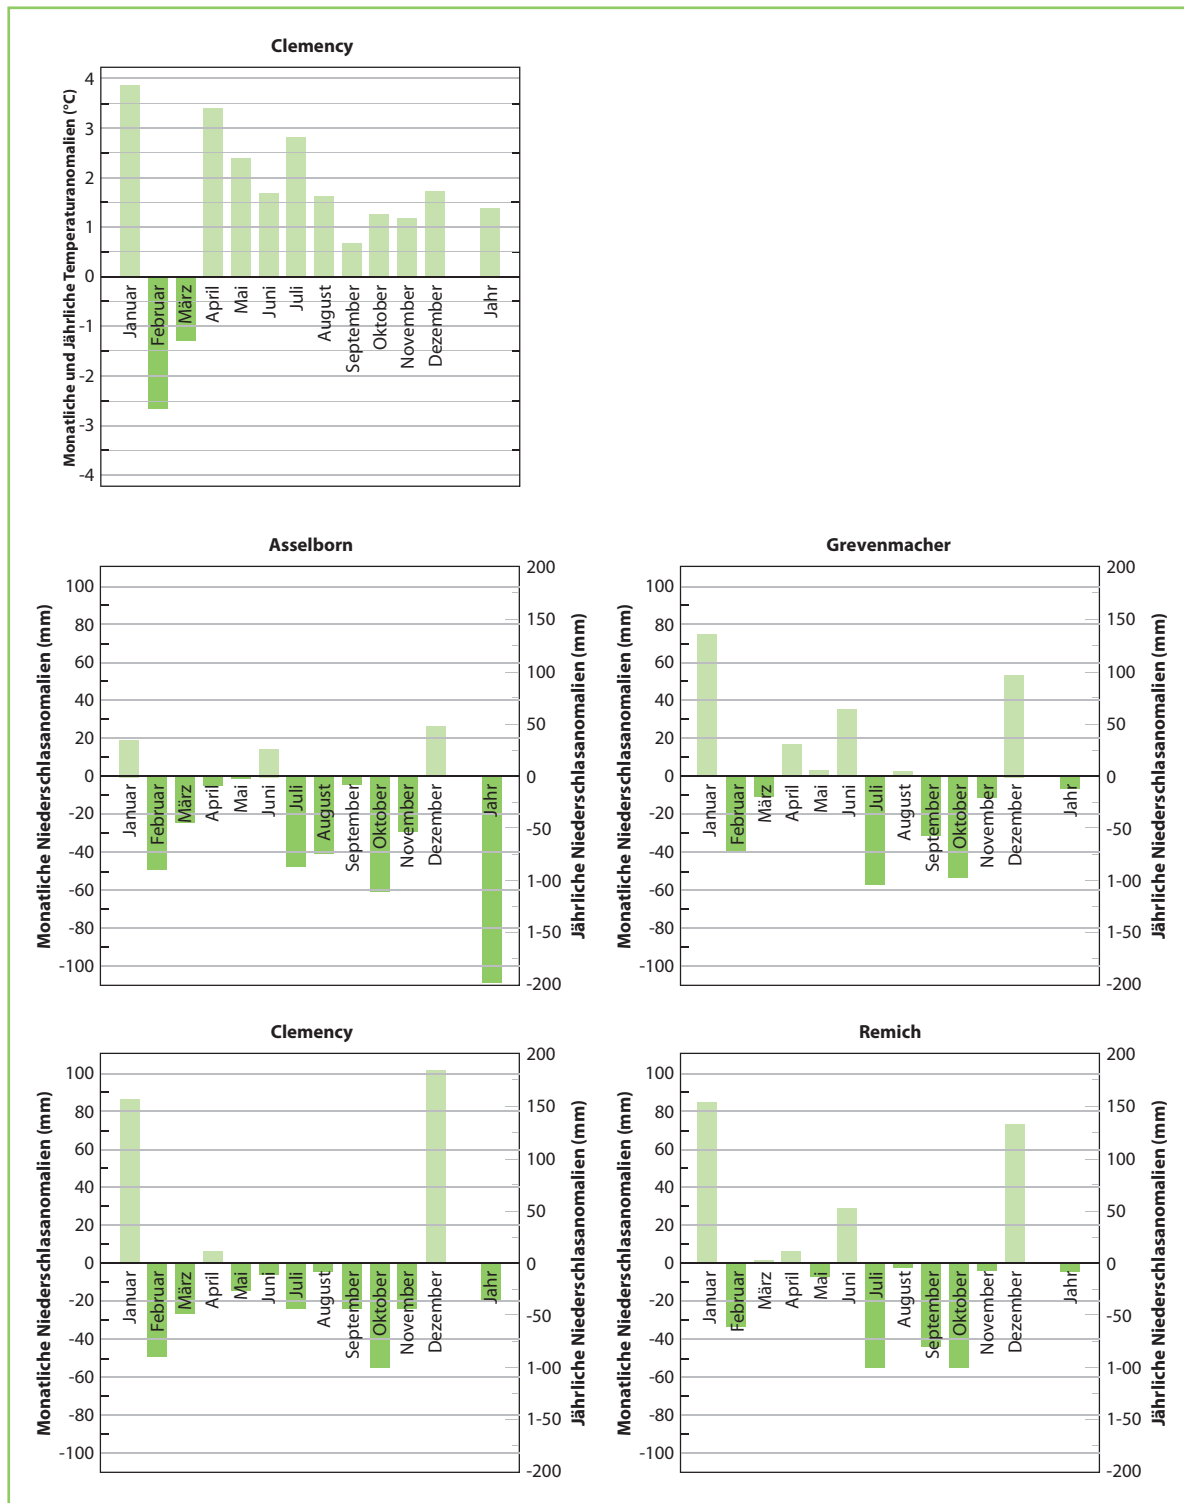 Clemency
Monatliche und Jährliche Temperaturanomalien (°C)
4
3
2
1
0
-1
-2
-3
-4
Januar
Februar
März
April
Mai
Juni
Juli
August
September
Oktober
November
Dezember
Jahr
Asselborn
Monatliche Niederschlasanomalien (mm)
100
80
60
40
20
0
-20
-40
-60
-80
-100
Januar
Februar
März
April
Mai
Juni
Juli
August
September
Oktober
November
Dezember
Jahr
200
150
100
50
0
-50
1-00
1-50
-200
Jährliche Niederschlasanomalien (mm)
Grevenmacher
Monatliche Niederschlasanomalien (mm)
100
80
60
40
20
0
-20
-40
-60
-80
-100
Januar
Februar
März
April
Mai
Juni
Juli
August
September
Oktober
November
Dezember
Jahr
200
150
100
50
0
-50
1-00
1-50
-200
Jährliche Niederschlasanomalien (mm)
Clemency
Monatliche Niederschlasanomalien (mm)
100
80
60
40
20
0
-20
-40
-60
-80
-100
Januar
Februar
März
April
Mai
Juni
Juli
August
September
Oktober
November
Dezember
Jahr
200
150
100
50
0
-50
1-00
1-50
-200
Jährliche Niederschlasanomalien (mm)
Remich
Monatliche Niederschlasanomalien (mm)
100
80
60
40
20
0
-20
-40
-60
-80
-100
Januar
Februar
März
April
Mai
Juni
Juli
August
September
Oktober
November
Dezember
Jahr
200
150
100
50
0
-50
1-00
1-50
-200
Jährliche Niederschlasanomalien (mm)